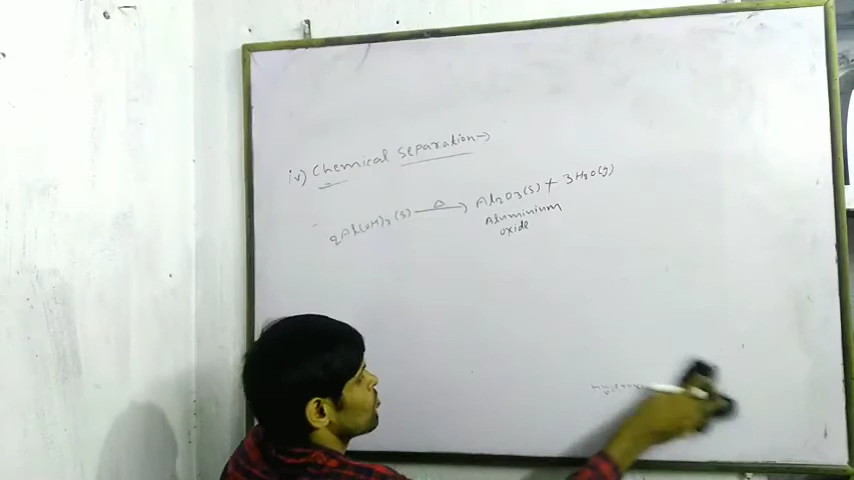 iv) Chemical Separation →
2Al(OH)3(s) —Δ→ Al2O3(s) + 3H2O(g)
Aluminium
oxide